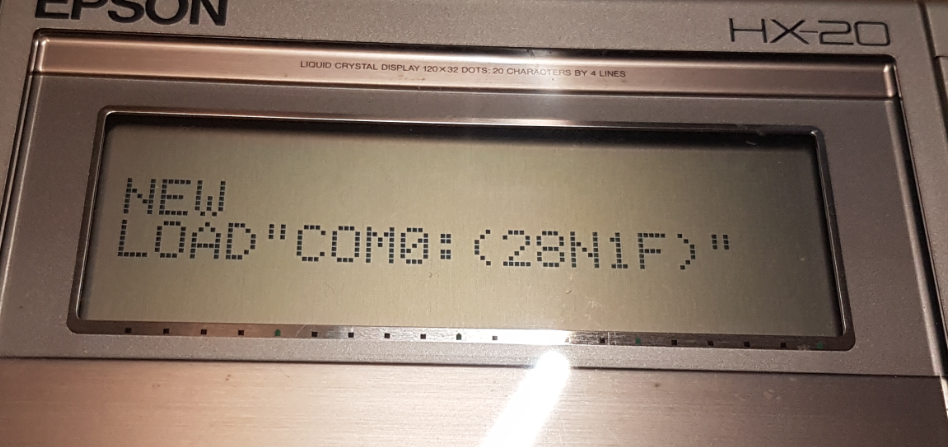 EPSON
HX-20
LIQUID CRYSTAL DISPLAY 120×32 DOTS: 20 CHARACTERS BY 4 LINES
NEW
LOAD"COM0:(28N1F)"